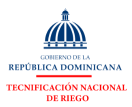 GOBIERNO DE LA
REPÚBLICA DOMINICANA
TECNIFICACIÓN NACIONAL
DE RIEGO